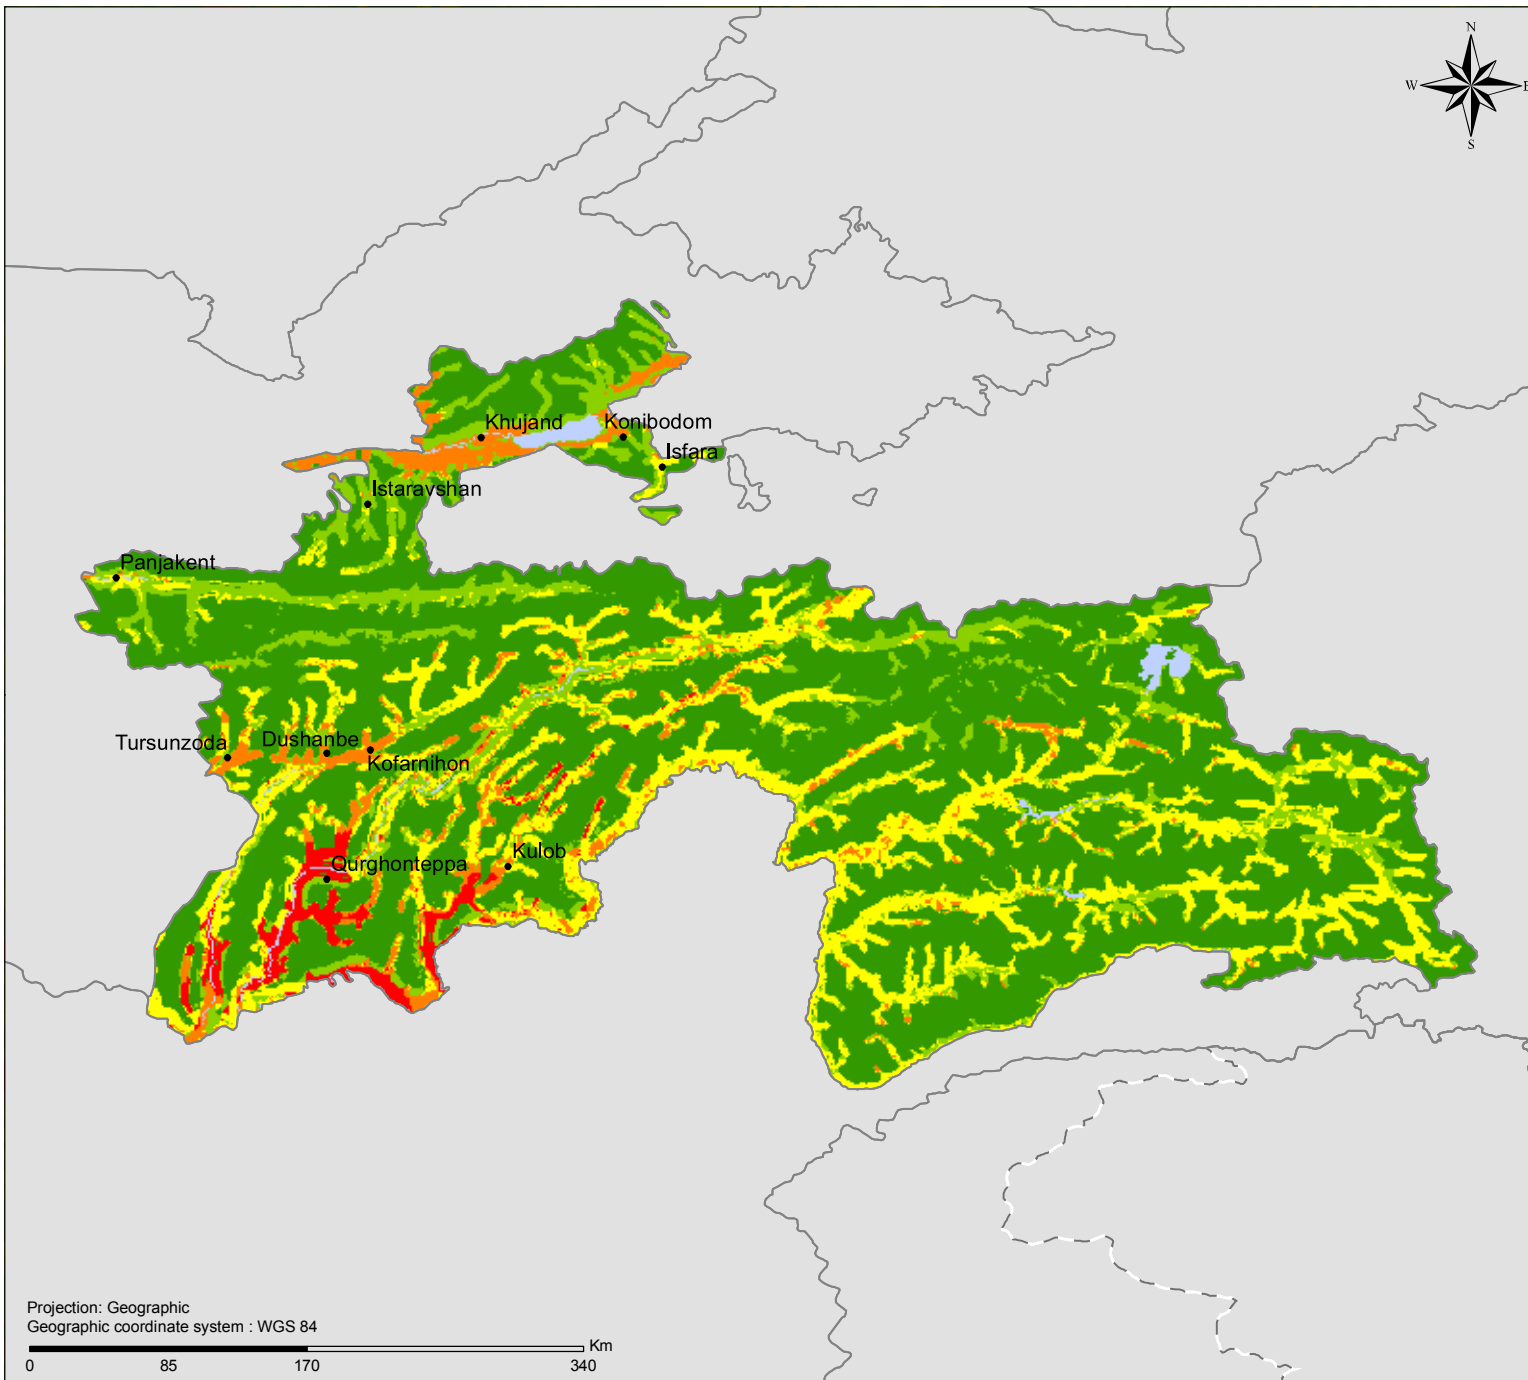 N
W E
S
Khujand
Konibodom
Isfara
Istaravshan
Panjakent
Tursunzoda
Dushanbe
Kofarnihon
Qurghonteppa
Kulob
Projection: Geographic
Geographic coordinate system : WGS 84
Km
0 85 170 340